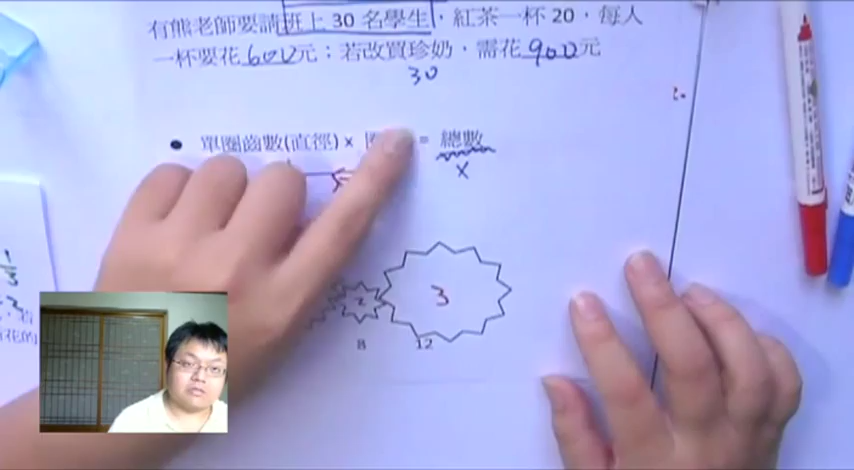 有熊老師要請班上 30 名學生，紅茶一杯 20，每人
一杯要花600元；若改買珍奶，需花900元
30
● 單圈齒數(直徑) × = 總數
x
2
3
8
12